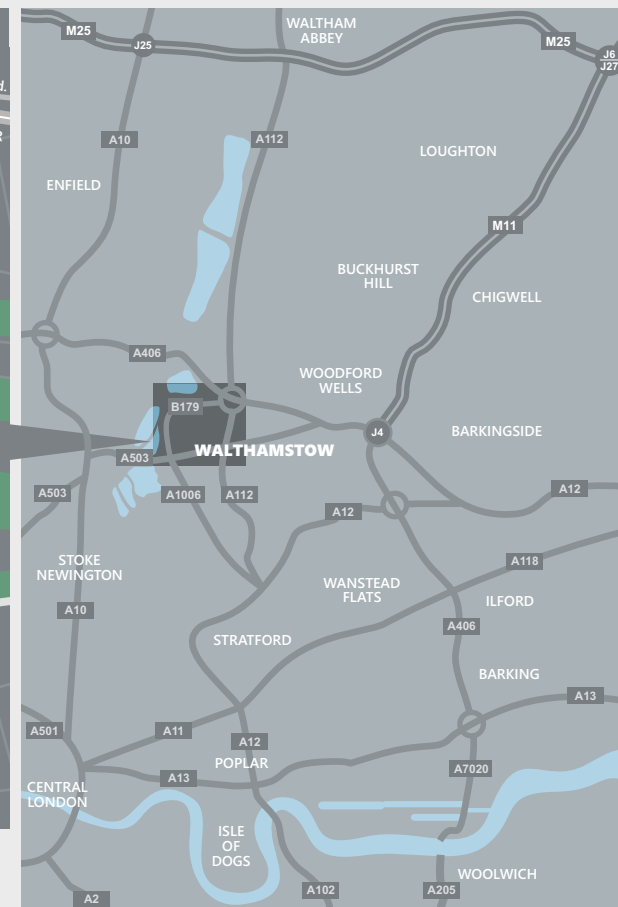 WALTHAM
ABBEY
M25
M25
J25
J6
J27
d.
A10
A112
LOUGHTON
ENFIELD
M11
BUCKHURST
HILL
CHIGWELL
A406
WOODFORD
WELLS
B179
J4
BARKINGSIDE
WALTHAMSTOW
A503
A503
A1006
A112
A12
A12
STOKE
NEWINGTON
A118
WANSTEAD
FLATS
ILFORD
A10
A406
STRATFORD
BARKING
A13
A501
A11
A12
POPLAR
A7020
A13
CENTRAL
LONDON
ISLE
OF
DOGS
WOOLWICH
A102
A205
A2